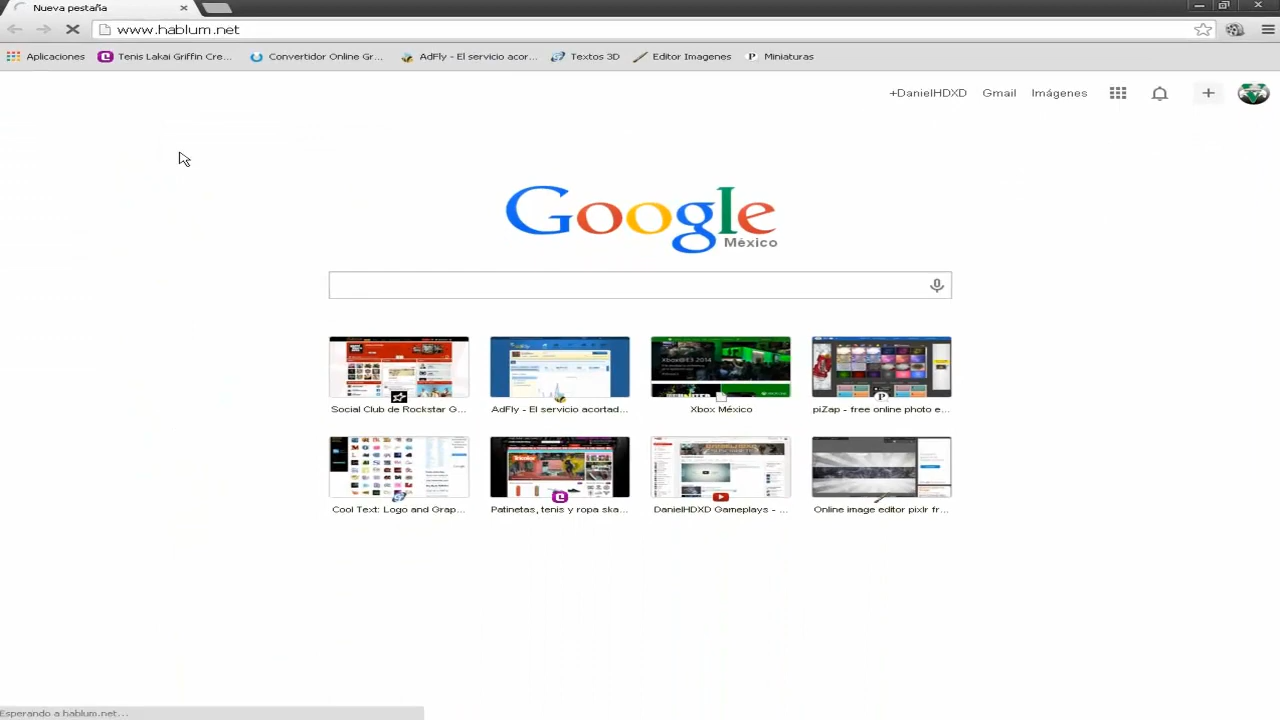 Nueva pestaña
www.hablum.net
Aplicaciones
Tenis Lakai Griffin Cre...
Convertidor Online Gr...
AdFly - El servicio acor...
Textos 3D
Editor Imagenes
Miniaturas
+DanielHDXD
Gmail
Imágenes
Google
México
Social Club de Rockstar G...
AdFly - El servicio acortad...
Xbox México
piZap - free online photo e...
Cool Text: Logo and Grap...
Patinetas, tenis y ropa ska...
DanielHDXD Gameplays - ...
Online image editor pixlr fr...
Esperando a hablum.net...